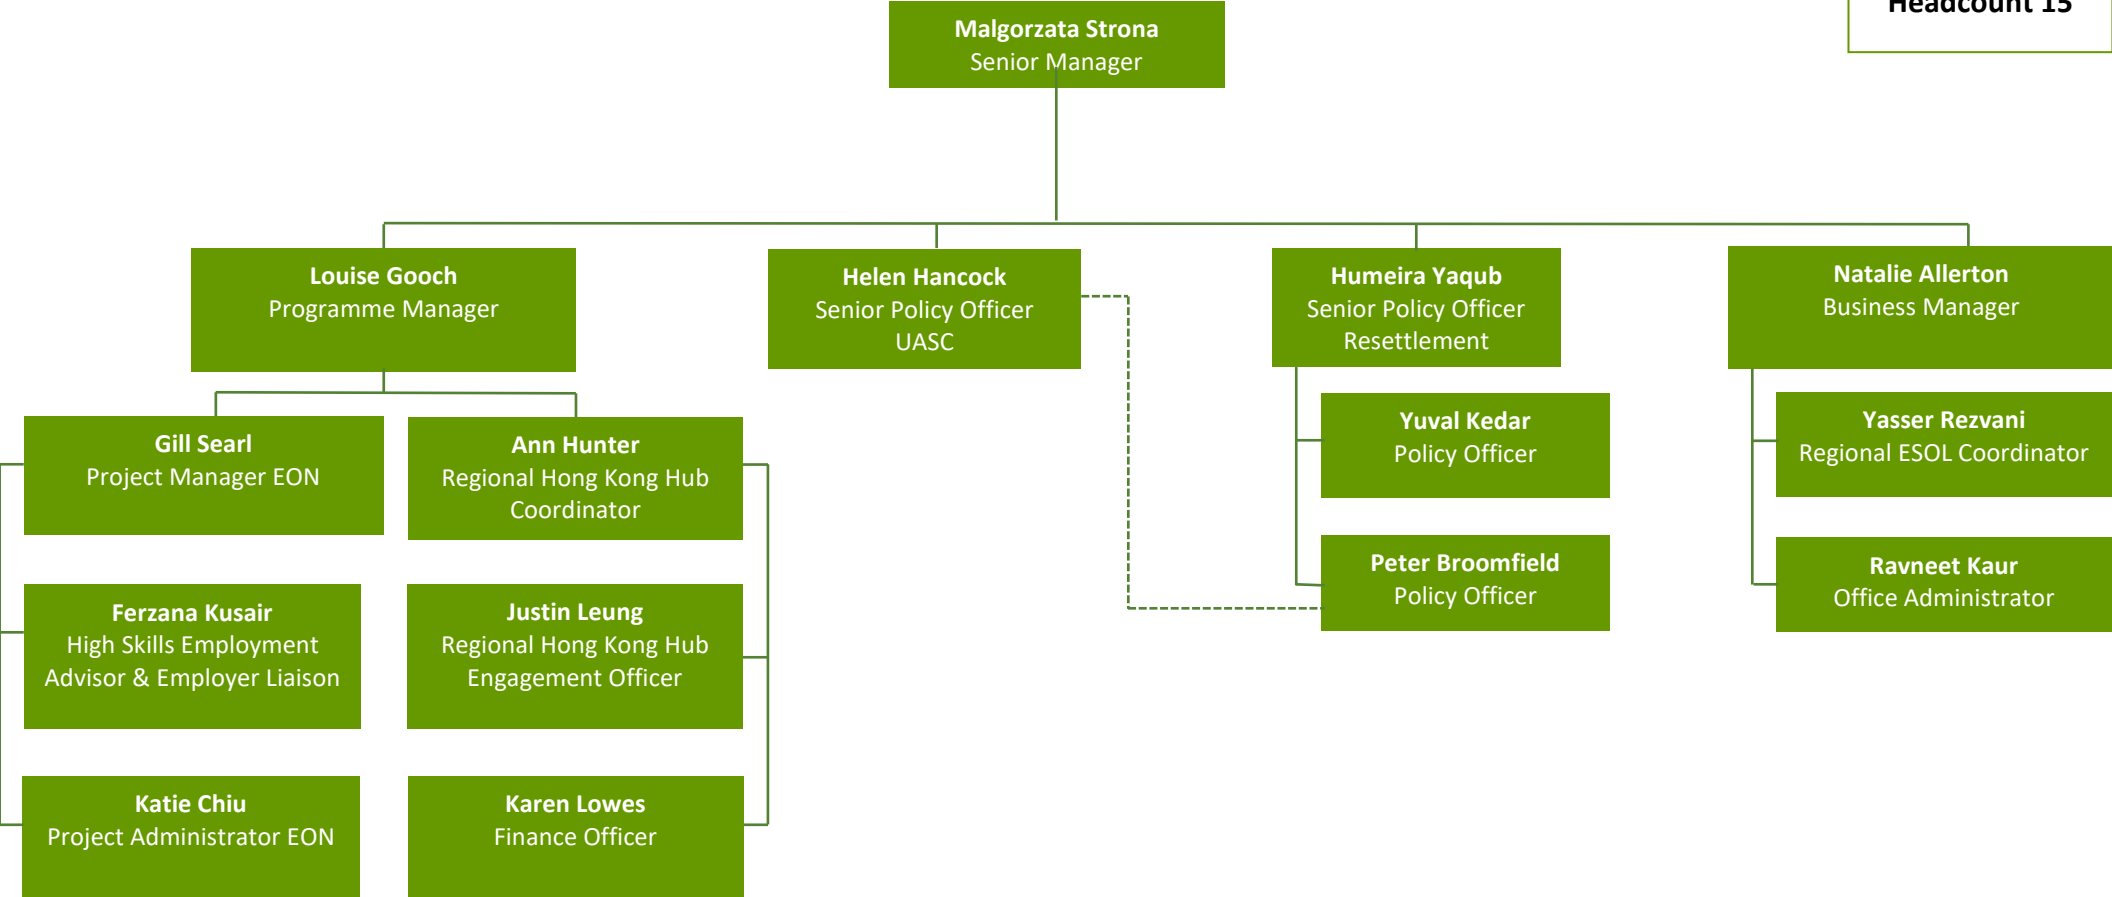 Headcount 15
Malgorzata Strona
Senior Manager
Louise Gooch
Programme Manager
Helen Hancock
Senior Policy Officer
UASC
Humeira Yaqub
Senior Policy Officer
Resettlement
Natalie Allerton
Business Manager
Gill Searl
Project Manager EON
Ann Hunter
Regional Hong Kong Hub
Coordinator
Yuval Kedar
Policy Officer
Yasser Rezvani
Regional ESOL Coordinator
Ferzana Kusair
High Skills Employment
Advisor & Employer Liaison
Justin Leung
Regional Hong Kong Hub
Engagement Officer
Peter Broomfield
Policy Officer
Ravneet Kaur
Office Administrator
Katie Chiu
Project Administrator EON
Karen Lowes
Finance Officer